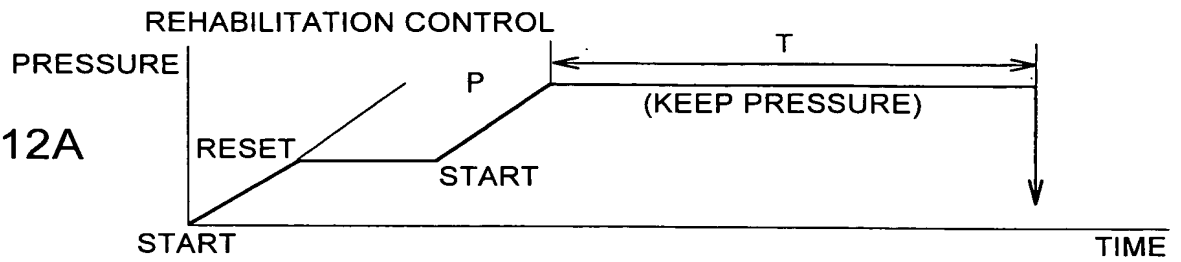 REHABILITATION CONTROL
T
PRESSURE
P
(KEEP PRESSURE)
12A
RESET
START
START
TIME